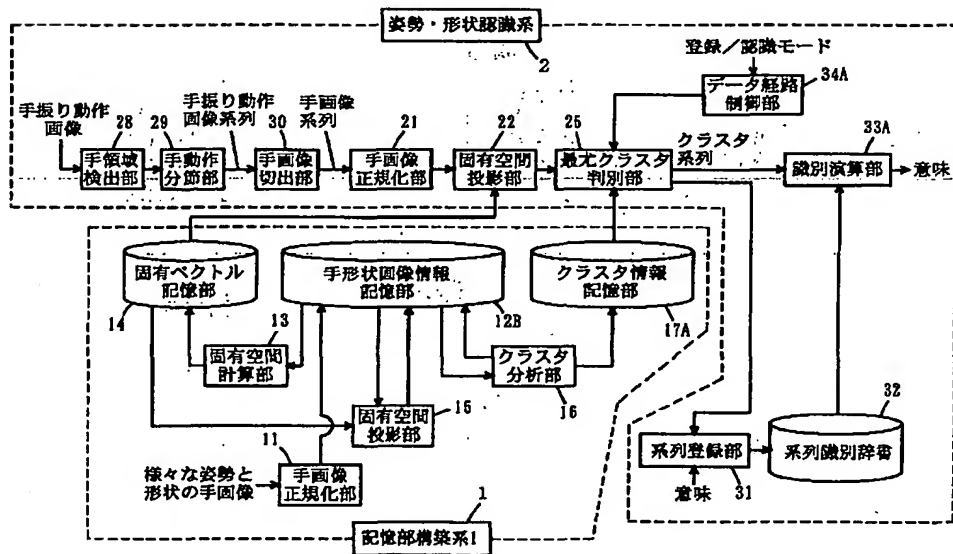 姿勢・形状認識系
2
登録／認識モード
データ経路
制御部
34A
手振り動作
画像
28
手領域
検出部
29
手動作
分節部
手振り動作
画像系列
30
手画像
切出部
手画像
系列
21
手画像
正規化部
22
固有空間
投影部
25
最尤クラスタ
判別部
クラスタ
系列
33A
識別演算部
意味
固有ベクトル
記憶部
14
手形状画像情報
記憶部
12B
クラスタ情報
記憶部
17A
13
固有空間
計算部
クラスタ
分析部
16
15
固有空間
投影部
11
手画像
正規化部
様々な姿勢と
形状の手画像
系列登録部
31
意味
32
系列識別辞書
1
記憶部構築系1